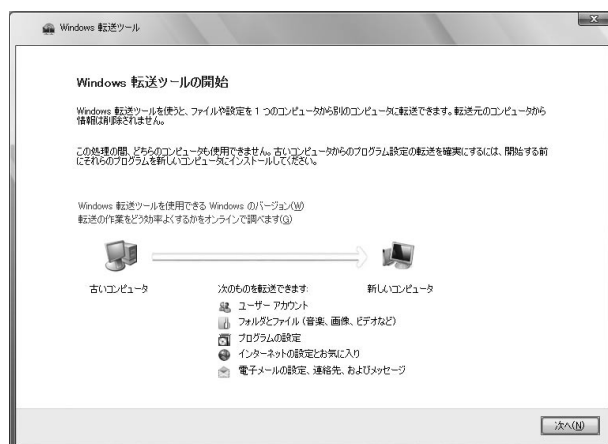 Windows 転送ツール
Windows 転送ツールの開始
Windows 転送ツールを使うと、ファイルや設定を 1 つのコンピュータから別のコンピュータに転送できます。転送元のコンピュータから
情報は削除されません。
この処理の間、どちらのコンピュータも使用できません。古いコンピュータからのプログラム設定の転送を確実にするには、開始する前
にそれらのプログラムを新しいコンピュータにインストールしてください。
Windows 転送ツールを使用できる Windows のバージョン(W)
転送の作業をどう効率よくするかをオンラインで調べます(G)
古いコンピュータ
次のものを転送できます:
新しいコンピュータ
ユーザー アカウント
フォルダとファイル (音楽、画像、ビデオなど)
プログラムの設定
インターネットの設定とお気に入り
電子メールの設定、連絡先、およびメッセージ
次へ(N)